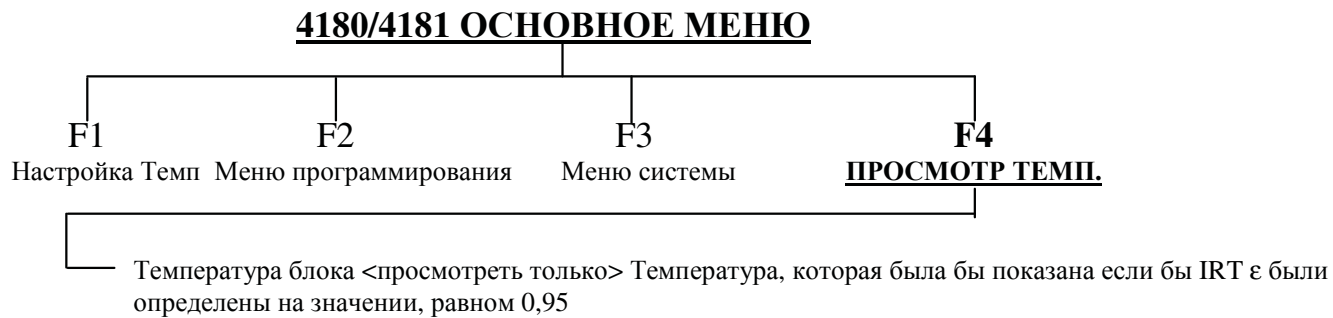 4180/4181 ОСНОВНОЕ МЕНЮ
F1 F2 F3 F4
Настройка Темп Меню программирования Меню системы ПРОСМОТР ТЕМП.
Температура блока <просмотреть только> Температура, которая была бы показана если бы IRT ε были
определены на значении, равном 0,95